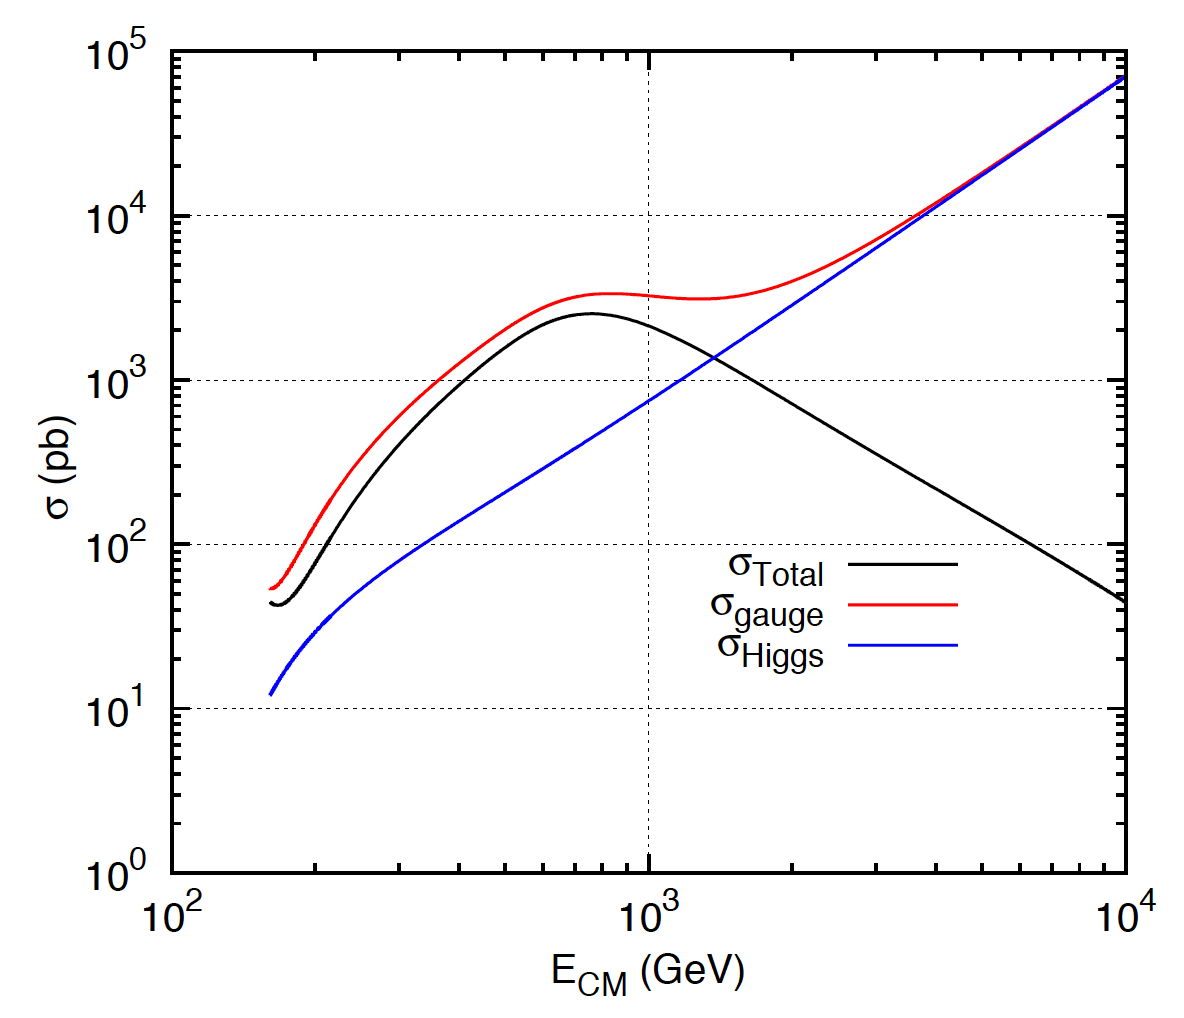 σ (pb)
10^5
10^4
10^3
10^2
10^1
10^0
σ_Total
σ_gauge
σ_Higgs
10^2 10^3 10^4
E_CM (GeV)